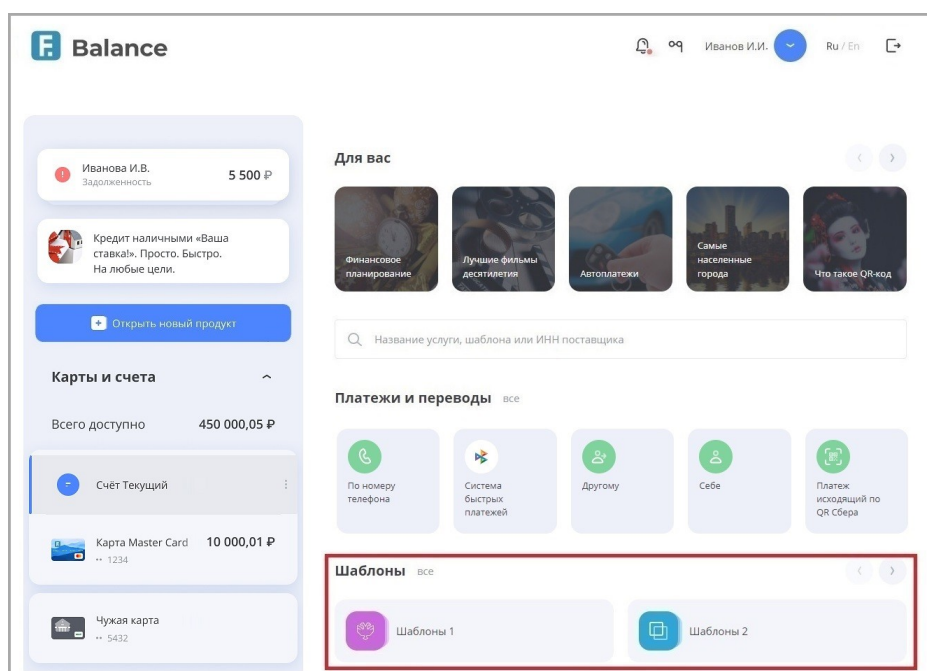 F.
Balance
Иванов И.И.
Ru / En
Иванова И.В.
Задолженность
5 500 ₽
Кредит наличными «Ваша
ставка!». Просто. Быстро.
На любые цели.
Открыть новый продукт
Карты и счета
Всего доступно
450 000,05 ₽
Счёт Текущий
Карта Master Card
10 000,01 ₽
•• 1234
Чужая карта
•• 5432
Для вас
Финансовое
планирование
Лучшие фильмы
десятилетия
Автоплатежи
Самые
населенные
города
Что такое QR-код
Название услуги, шаблона или ИНН поставщика
Платежи и переводы все
По номеру
телефона
Система
быстрых
платежей
Другому
Себе
Платеж
исходящий по
QR Сбера
Шаблоны все
Шаблоны 1
Шаблоны 2